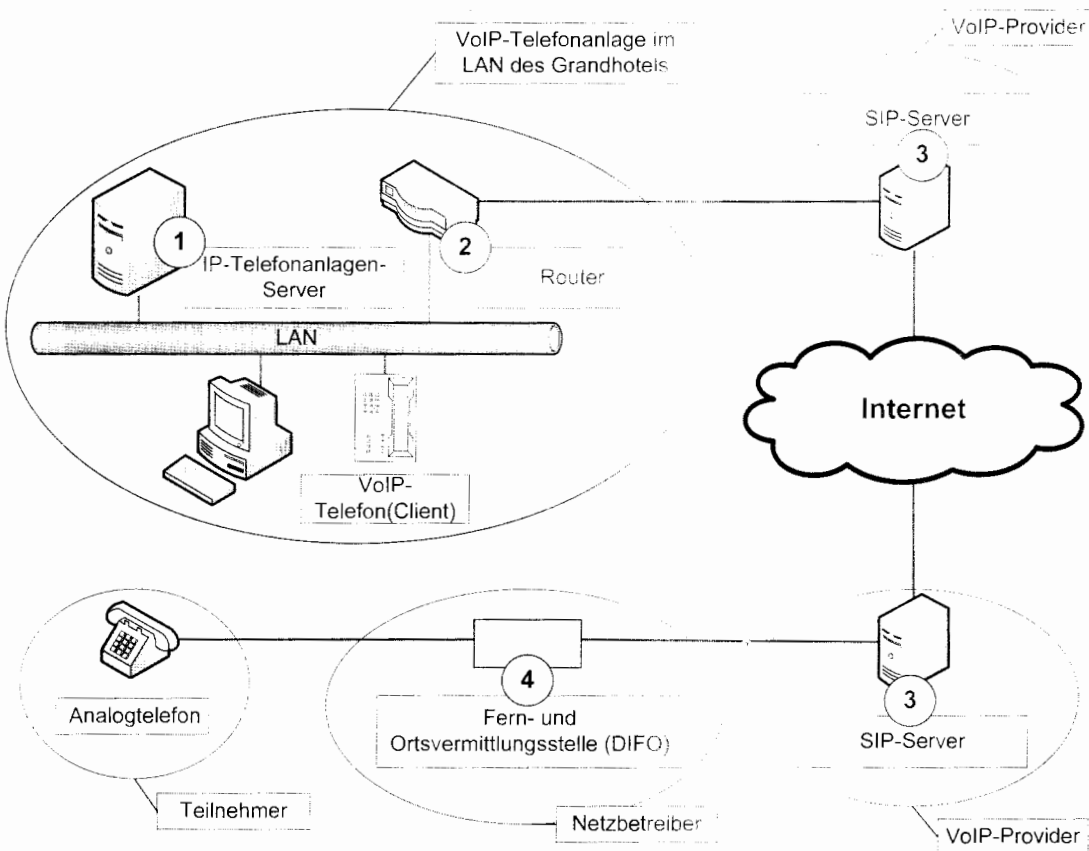 VoIP-Telefonanlage im
LAN des Grandhotels
VoIP-Provider
SIP-Server
3
1
2
IP-Telefonanlagen-
Server
Router
LAN
Internet
VoIP-
Telefon(Client)
4
3
Analogtelefon
Fern- und
Ortsvermittlungsstelle (DIFO)
SIP-Server
Teilnehmer
Netzbetreiber
VoIP-Provider